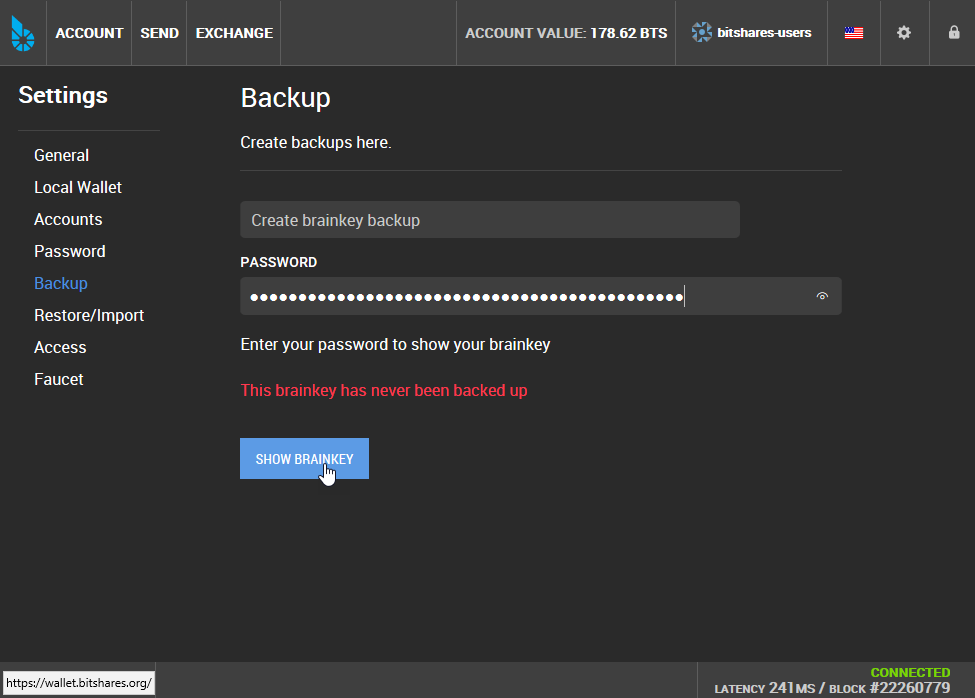 ACCOUNT SEND EXCHANGE ACCOUNT VALUE: 178.62 BTS bitshares-users
Settings
General
Local Wallet
Accounts
Password
Backup
Restore/Import
Access
Faucet
Backup
Create backups here.
Create brainkey backup
PASSWORD
●●●●●●●●●●●●●●●●●●●●●●●●●●●●●●●●●●●●●●●●●●●●●
Enter your password to show your brainkey
This brainkey has never been backed up
SHOW BRAINKEY
https://wallet.bitshares.org/
CONNECTED
LATENCY 241MS / BLOCK #22260779